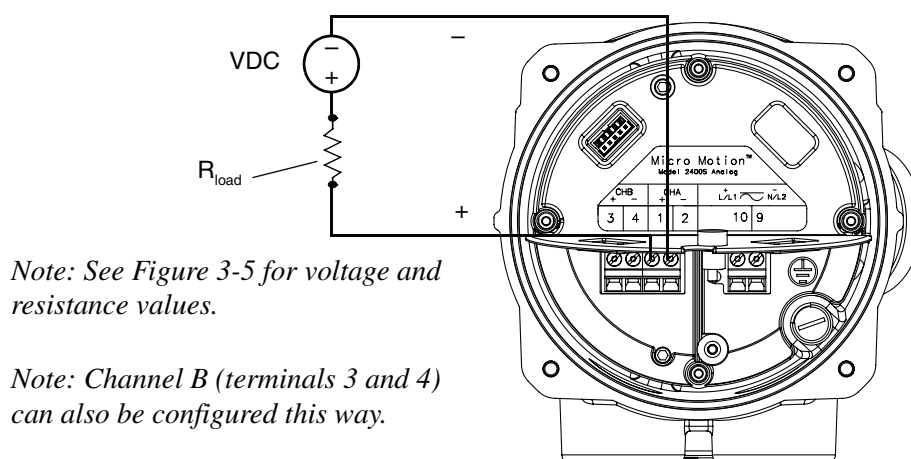 VDC
−
+
−
R load
+
Micro Motion™
Model 2400S Analog
CHB CHA
+ − + − + L/L1 − N/L2
3 4 1 2 10 9
Note: See Figure 3-5 for voltage and
resistance values.
Note: Channel B (terminals 3 and 4)
can also be configured this way.